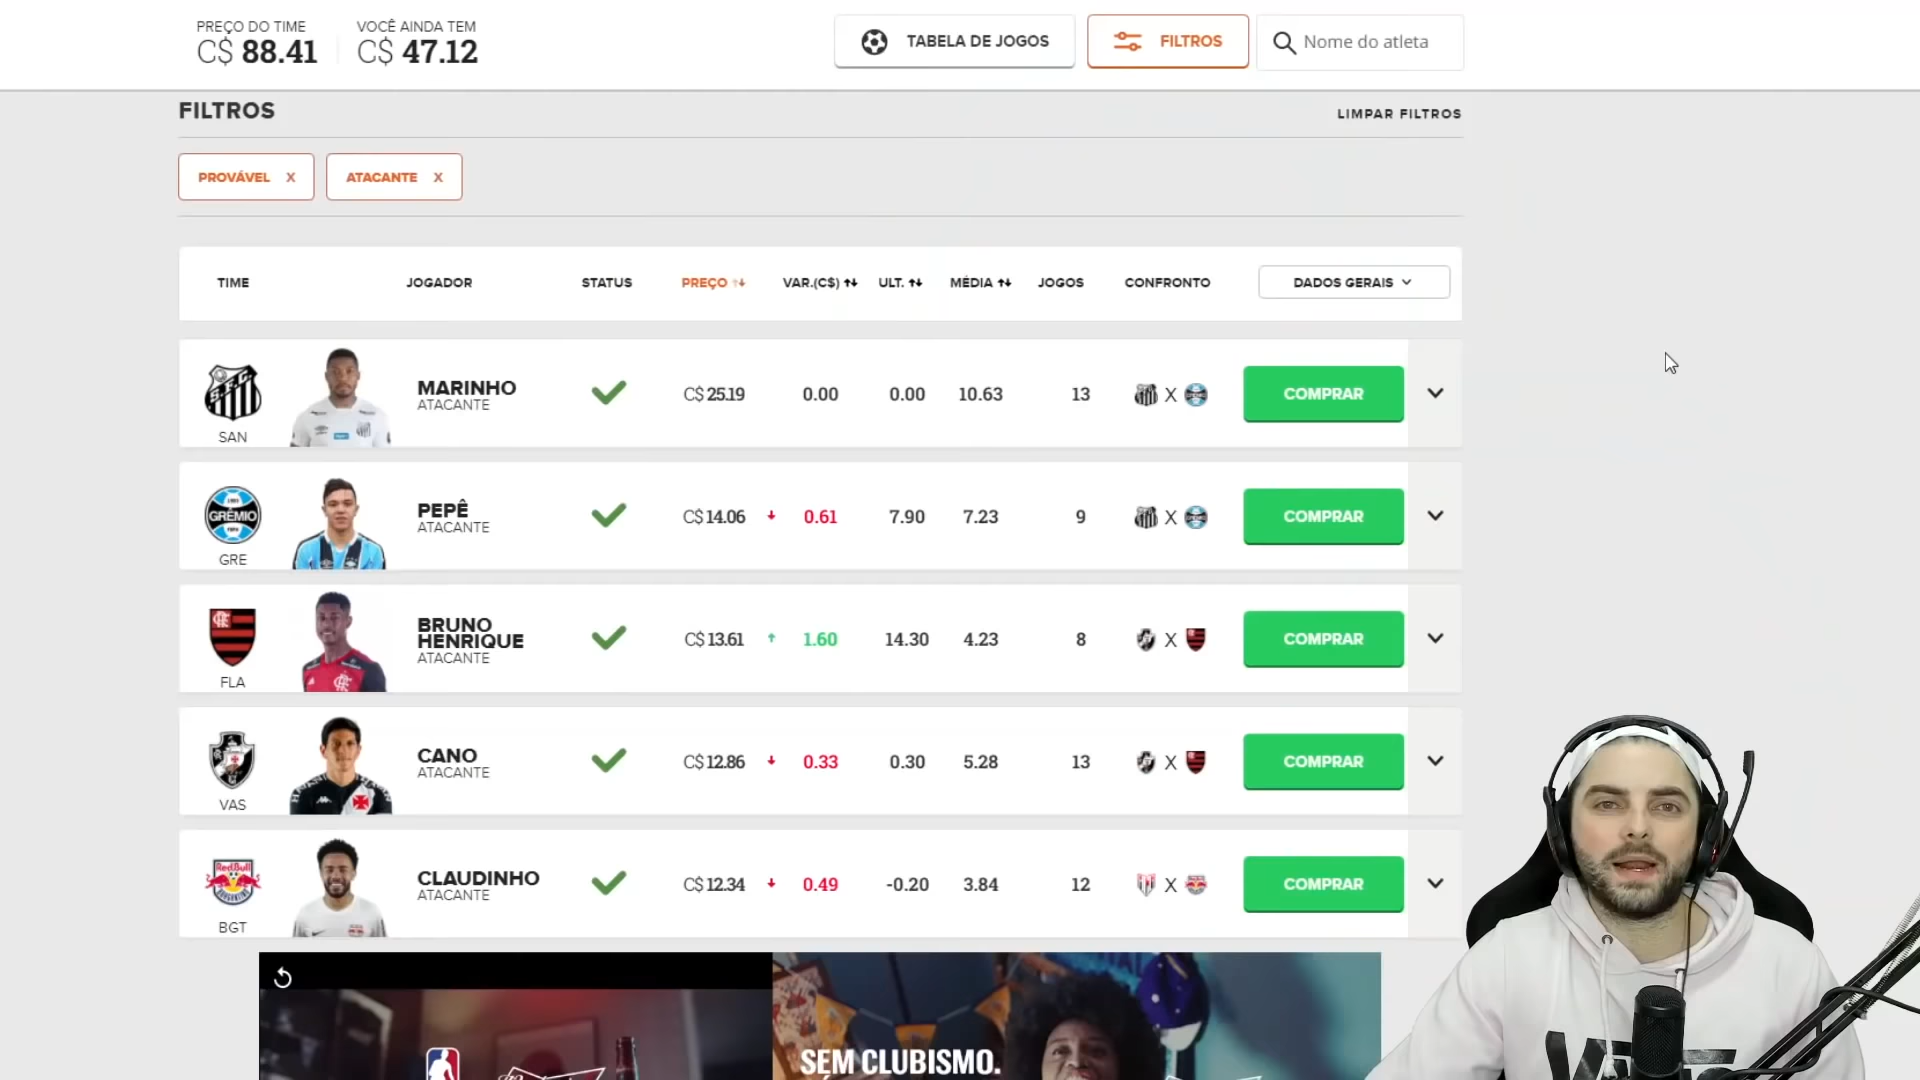 PREÇO DO TIME
VOCÊ AINDA TEM
C$ 88.41
C$ 47.12
TABELA DE JOGOS
FILTROS
Nome do atleta
FILTROS
LIMPAR FILTROS
PROVÁVEL X
ATACANTE X
TIME JOGADOR STATUS PREÇO VAR.(C$) ULT. MÉDIA JOGOS CONFRONTO DADOS GERAIS
SAN
MARINHO
ATACANTE
C$ 25.19 0.00 0.00 10.63 13 X COMPRAR
GRÊMIO
GRE
PEPÊ
ATACANTE
C$ 14.06 0.61 7.90 7.23 9 X COMPRAR
FLA
BRUNO
HENRIQUE
ATACANTE
C$ 13.61 1.60 14.30 4.23 8 X COMPRAR
VAS
CANO
ATACANTE
C$ 12.86 0.33 0.30 5.28 13 X COMPRAR
RedBull
BGT
CLAUDINHO
ATACANTE
C$ 12.34 0.49 -0.20 3.84 12 X COMPRAR
SEM CLUBISMO.